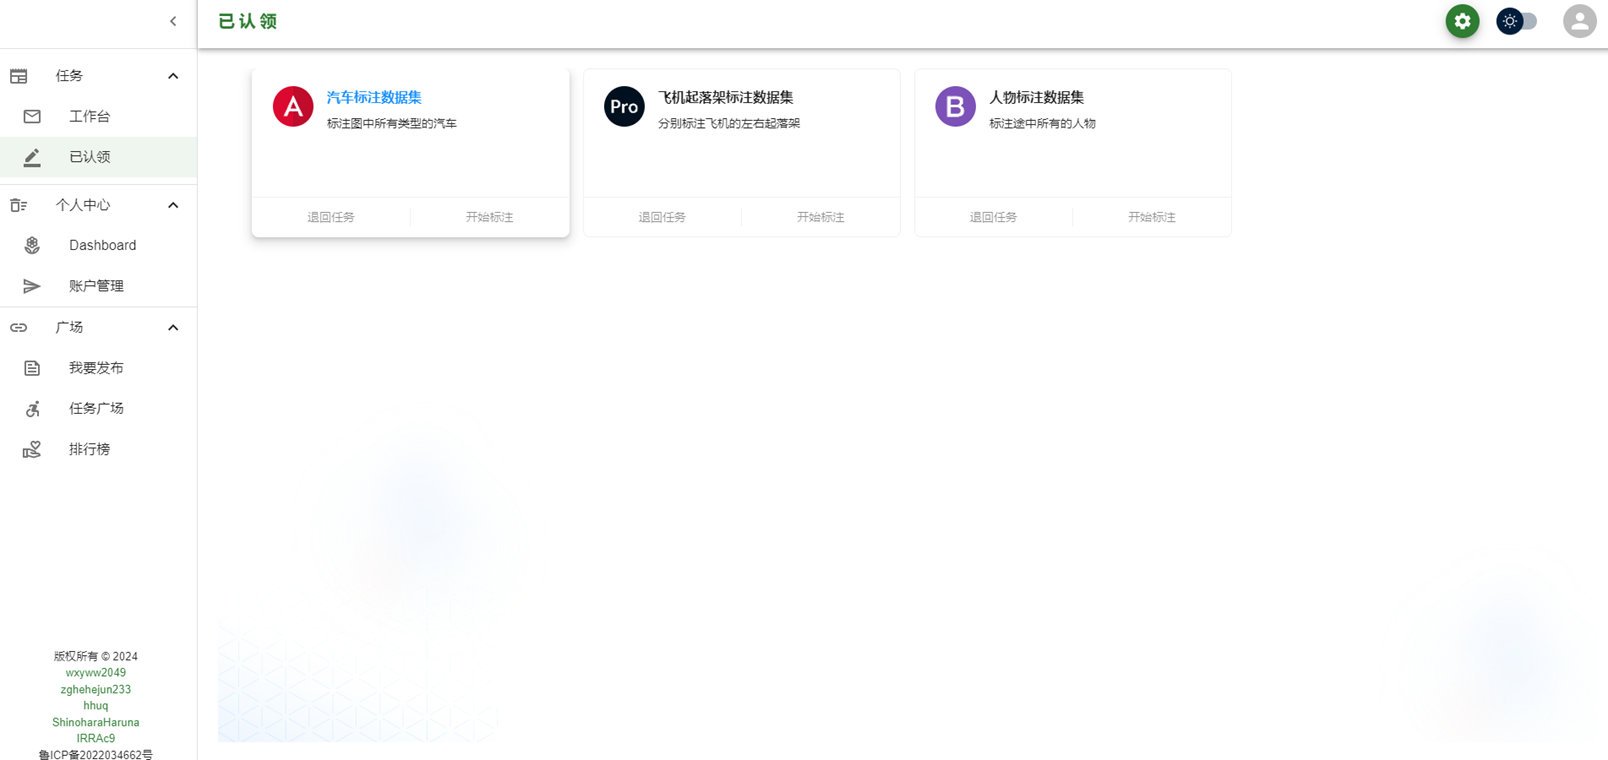 已认领
任务
工作台
已认领
个人中心
Dashboard
账户管理
广场
我要发布
任务广场
排行榜
版权所有 © 2024
wxyww2049
zghehejun233
hhuq
ShinoharaHaruna
IRRAc9
鲁ICP备2022034662号
A
汽车标注数据集
标注图中所有类型的汽车
退回任务 开始标注
Pro
飞机起落架标注数据集
分别标注飞机的左右起落架
退回任务 开始标注
B
人物标注数据集
标注途中所有的人物
退回任务 开始标注